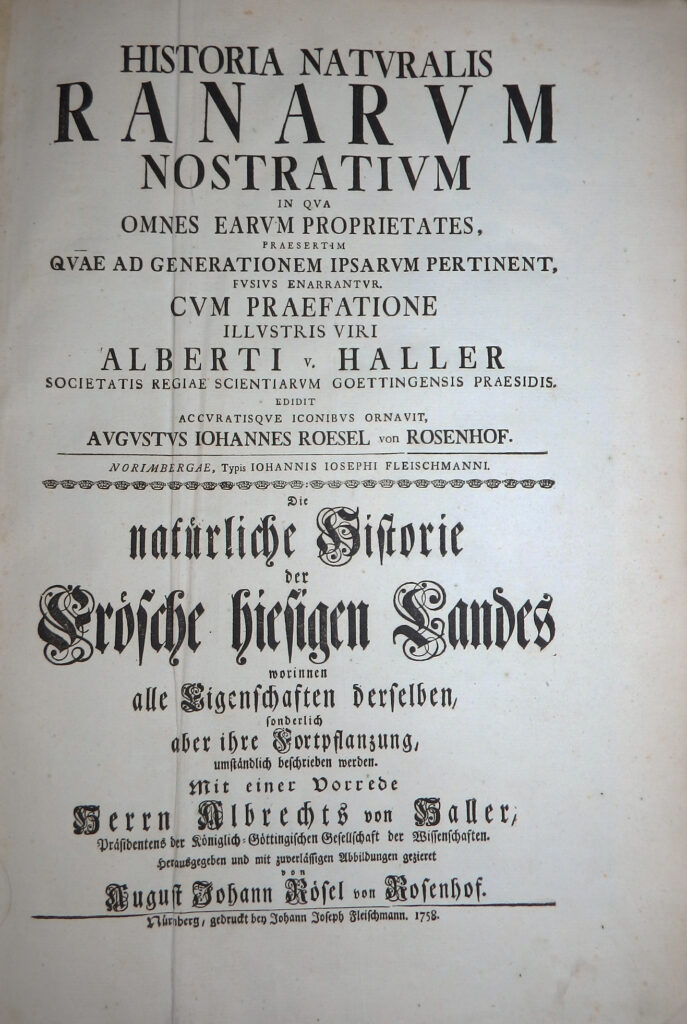 HISTORIA NATVRALIS
RANARVM
NOSTRATIVM
IN QVA
OMNES EARVM PROPRIETATES,
PRAESERTIM
QVAE AD GENERATIONEM IPSARVM PERTINENT,
FVSIVS ENARRANTVR.
CVM PRAEFATIONE
ILLVSTRIS VIRI
ALBERTI v. HALLER
SOCIETATIS REGIAE SCIENTIARVM GOETTINGENSIS PRAESIDIS.
EDIDIT
ACCVRATISQVE ICONIBVS ORNAVIT,
AVGVSTVS IOHANNES ROESEL von ROSENHOF.
NORIMBERGAE, Typis IOHANNIS IOSEPHI FLEISCHMANNI.
Die
natürliche Hiſtorie
der
Fröſche hieſigen Landes
worinnen
alle Eigenſchaften derſelben,
ſonderlich
aber ihre Fortpflanzung,
umſtändlich beſchrieben werden.
Mit einer Vorrede
Herrn Albrechts von Haller,
Präſidentens der Königlich-Göttingiſchen Geſellſchaft der Wiſſenſchaften.
Herausgegeben und mit zuverläſſigen Abbildungen gezieret
von
Auguſt Johann Röſel von Roſenhof.
Nürnberg, gedruckt bey Johann Joſeph Fleiſchmann. 1758.